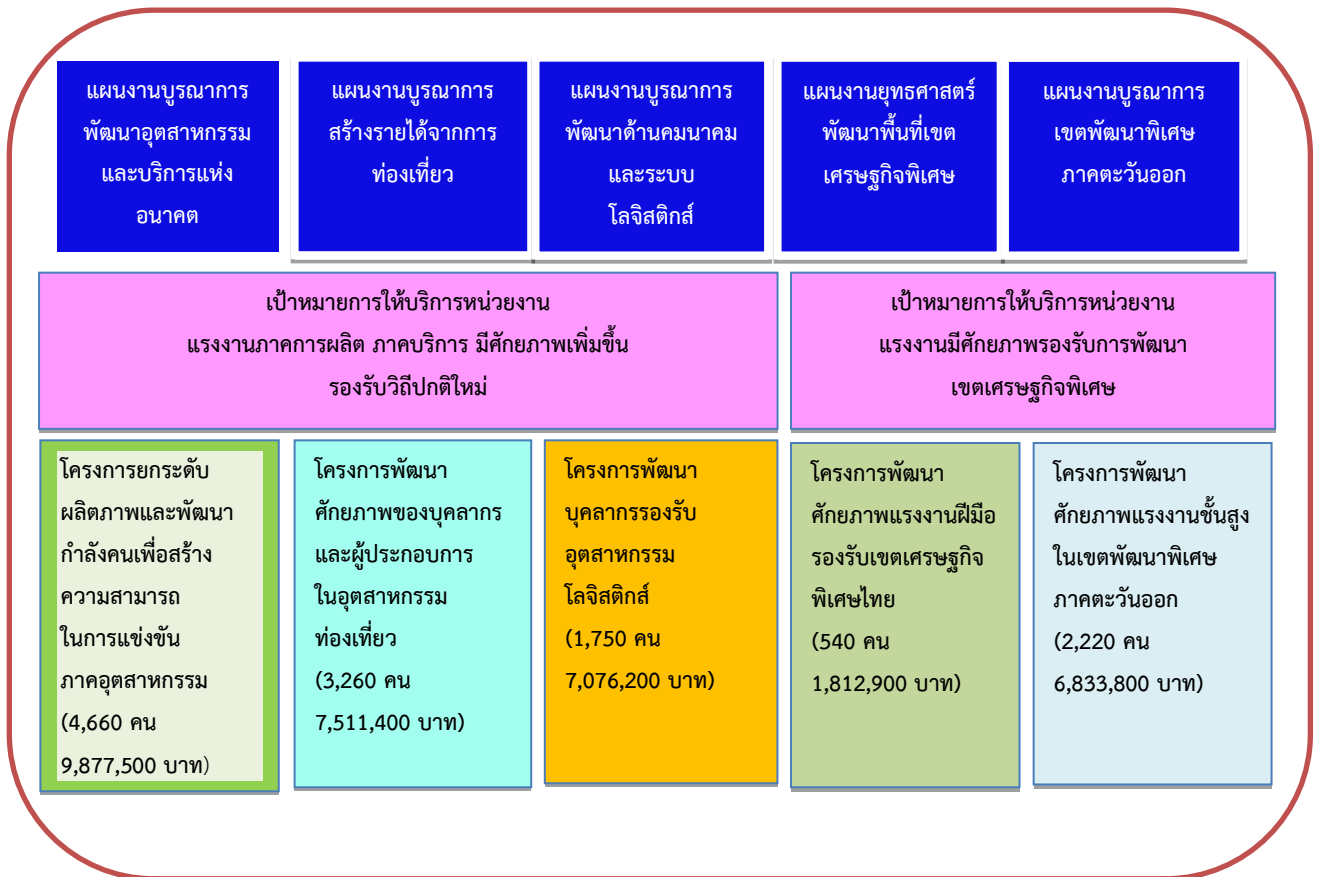 แผนงานบูรณาการ
พัฒนาอุตสาหกรรม
และบริการแห่ง
อนาคต
แผนงานบูรณาการ
สร้างรายได้จากการ
ท่องเที่ยว
แผนงานบูรณาการ
พัฒนาด้านคมนาคม
และระบบ
โลจิสติกส์
แผนงานยุทธศาสตร์
พัฒนาพื้นที่เขต
เศรษฐกิจพิเศษ
แผนงานบูรณาการ
เขตพัฒนาพิเศษ
ภาคตะวันออก
เป้าหมายการให้บริการหน่วยงาน
แรงงานภาคการผลิต ภาคบริการ มีศักยภาพเพิ่มขึ้น
รองรับวิถีปกติใหม่
เป้าหมายการให้บริการหน่วยงาน
แรงงานมีศักยภาพรองรับการพัฒนา
เขตเศรษฐกิจพิเศษ
โครงการยกระดับ
ผลิตภาพและพัฒนา
กำลังคนเพื่อสร้าง
ความสามารถ
ในการแข่งขัน
ภาคอุตสาหกรรม
(4,660 คน
9,877,500 บาท)
โครงการพัฒนา
ศักยภาพของบุคลากร
และผู้ประกอบการ
ในอุตสาหกรรม
ท่องเที่ยว
(3,260 คน
7,511,400 บาท)
โครงการพัฒนา
บุคลากรรองรับ
อุตสาหกรรม
โลจิสติกส์
(1,750 คน
7,076,200 บาท)
โครงการพัฒนา
ศักยภาพแรงงานฝีมือ
รองรับเขตเศรษฐกิจ
พิเศษไทย
(540 คน
1,812,900 บาท)
โครงการพัฒนา
ศักยภาพแรงงานชั้นสูง
ในเขตพัฒนาพิเศษ
ภาคตะวันออก
(2,220 คน
6,833,800 บาท)